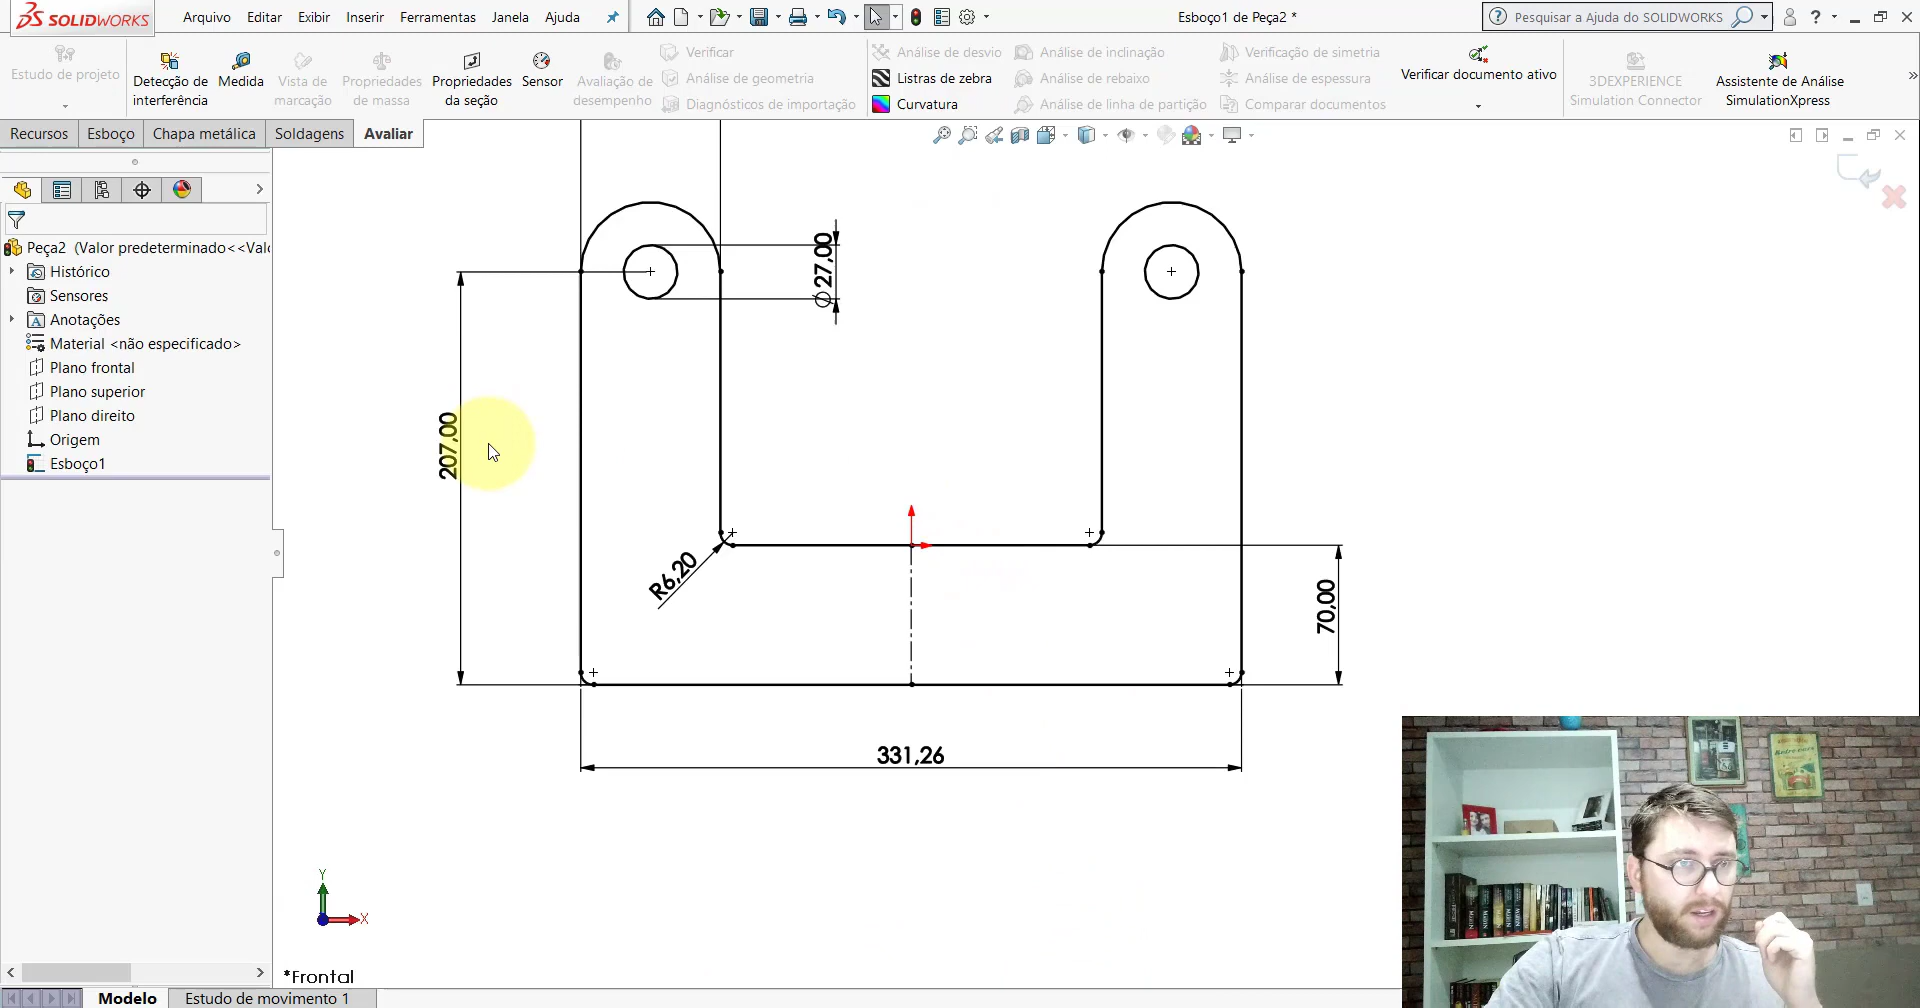 SOLIDWORKS
Arquivo Editar Exibir Inserir Ferramentas Janela Ajuda
Esboço1 de Peça2 *
Pesquisar a Ajuda do SOLIDWORKS
Estudo de projeto
Detecção de interferência
Medida
Vista de marcação
Propriedades de massa
Propriedades da seção
Sensor
Avaliação de desempenho
Verificar
Análise de geometria
Diagnósticos de importação
Análise de desvio
Listras de zebra
Curvatura
Análise de inclinação
Análise de rebaixo
Análise de linha de partição
Verificação de simetria
Análise de espessura
Comparar documentos
Verificar documento ativo
3DEXPERIENCE Simulation Connector
Assistente de Análise SimulationXpress
Recursos Esboço Chapa metálica Soldagens Avaliar
Peça2 (Valor predeterminado<<Val
Histórico
Sensores
Anotações
Material <não especificado>
Plano frontal
Plano superior
Plano direito
Origem
Esboço1
∅27,00
207,00
R6,20
70,00
331,26
Y
X
*Frontal
Modelo Estudo de movimento 1